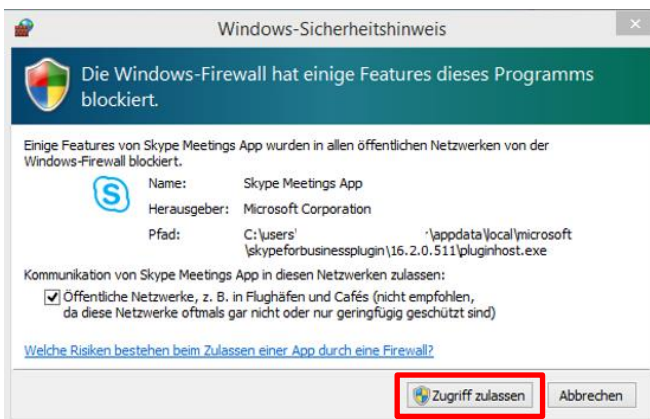 Windows-Sicherheitshinweis
Die Windows-Firewall hat einige Features dieses Programms
blockiert.
Einige Features von Skype Meetings App wurden in allen öffentlichen Netzwerken von der
Windows-Firewall blockiert.
Name: Skype Meetings App
Herausgeber: Microsoft Corporation
Pfad: C:\users' \appdata\local\microsoft
\skypeforbusinessplugin\16.2.0.511\pluginhost.exe
Kommunikation von Skype Meetings App in diesen Netzwerken zulassen:
Öffentliche Netzwerke, z. B. in Flughäfen und Cafés (nicht empfohlen,
da diese Netzwerke oftmals gar nicht oder nur geringfügig geschützt sind)
Welche Risiken bestehen beim Zulassen einer App durch eine Firewall?
Zugriff zulassen Abbrechen